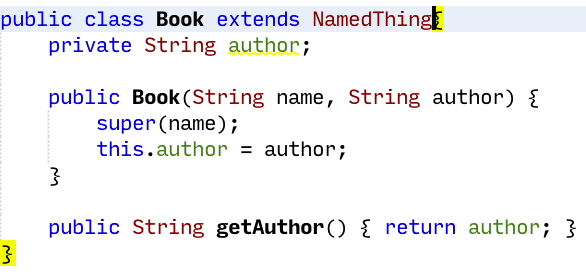 public class Book extends NamedThing{
    private String author;

    public Book(String name, String author) {
        super(name);
        this.author = author;
    }

    public String getAuthor() { return author; }
}